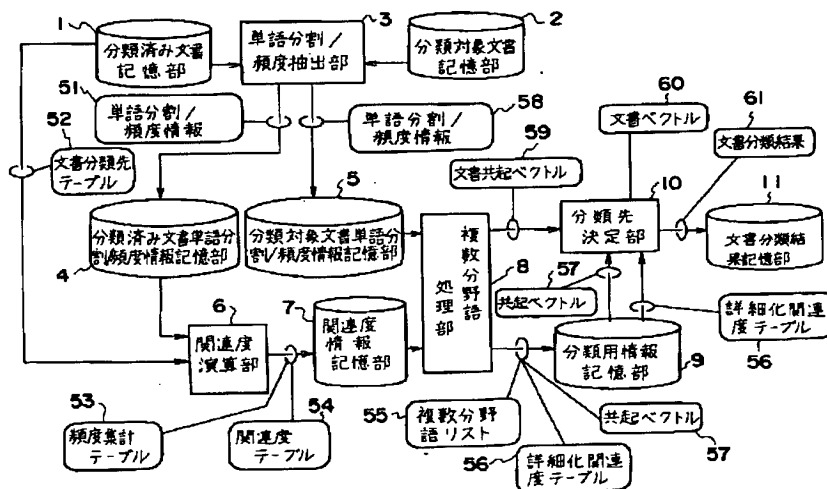 1
分類済み文書
記憶部
3
単語分割/
頻度抽出部
2
分類対象文書
記憶部
51
単語分割/
頻度情報
58
単語分割/
頻度情報
52
文書分類先
テーブル
59
文書共起ベクトル
60
文書ベクトル
61
文書分類結果
4
分類済み文書単語分
割/頻度情報記憶部
5
分類対象文書単語分
割/頻度情報記憶部
8
複数分野語
処理部
10
分類先
決定部
11
文書分類結
果記憶部
57
共起ベクトル
6
関連度
演算部
7
関連度
情報
記憶部
9
分類用情報
記憶部
詳細化関連
度テーブル
56
53
頻度集計
テーブル
54
関連度
テーブル
55
複数分野
語リスト
56
詳細化関連
度テーブル
共起ベクトル
57